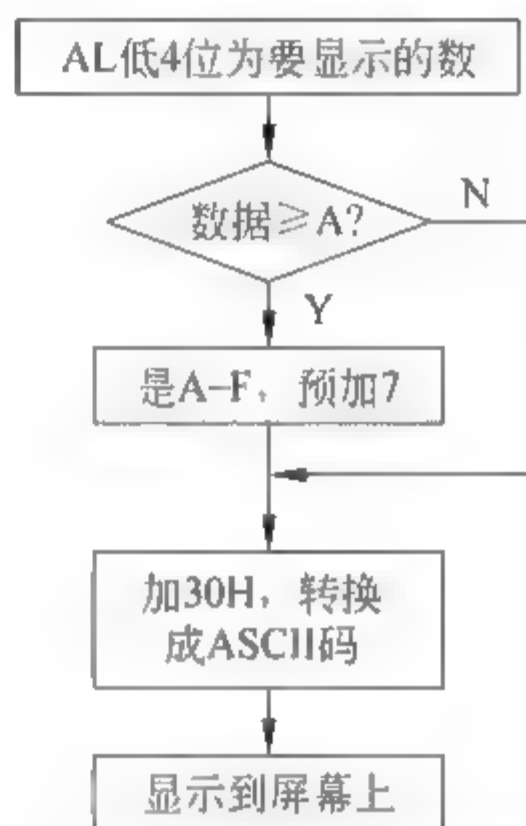 AL低4位为要显示的数
数据≥A?
N
Y
是A-F，预加7
加30H，转换
成ASCII码
显示到屏幕上